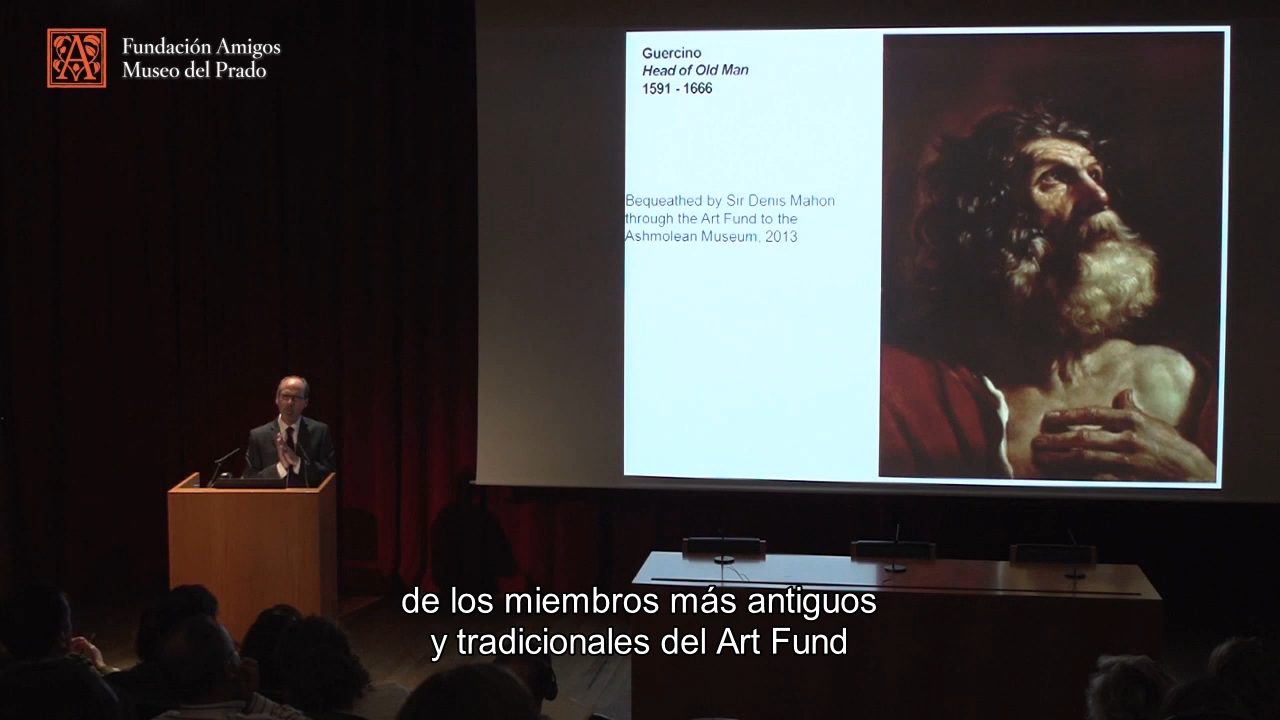 Fundación Amigos
Museo del Prado
Guercino
Head of Old Man
1591 - 1666
Bequeathed by Sir Denis Mahon
through the Art Fund to the
Ashmolean Museum, 2013
de los miembros más antiguos
y tradicionales del Art Fund